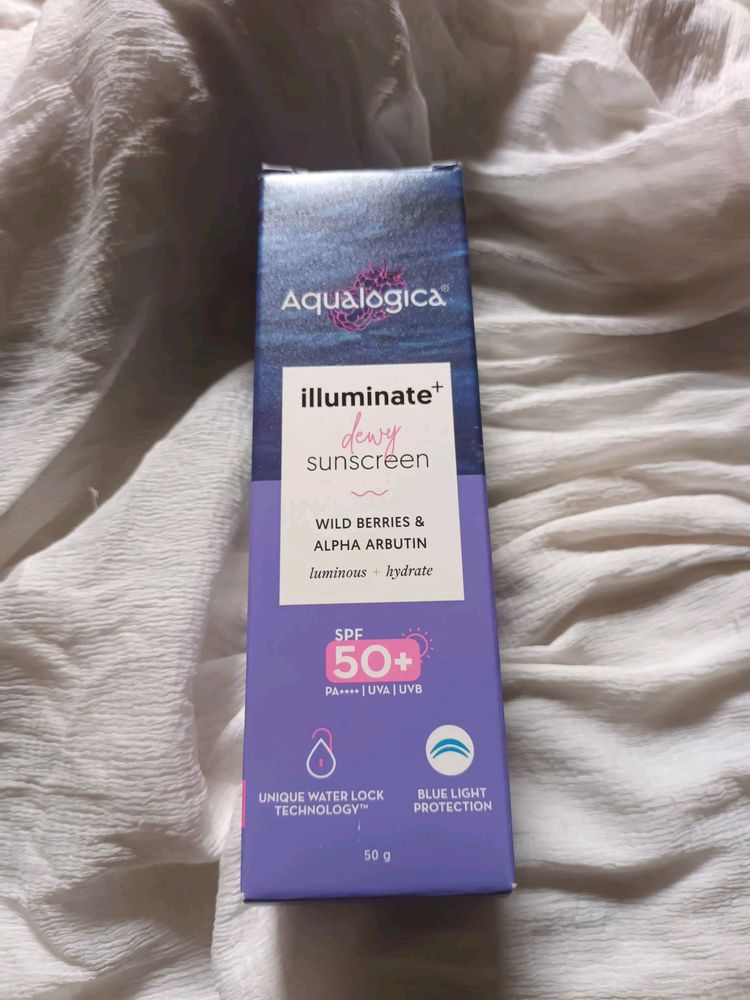 Aqualogica®
illuminate+
dewy
sunscreen
WILD BERRIES &
ALPHA ARBUTIN
luminous + hydrate
SPF
50+
PA++++ | UVA | UVB
UNIQUE WATER LOCK
TECHNOLOGY™
BLUE LIGHT
PROTECTION
50 g